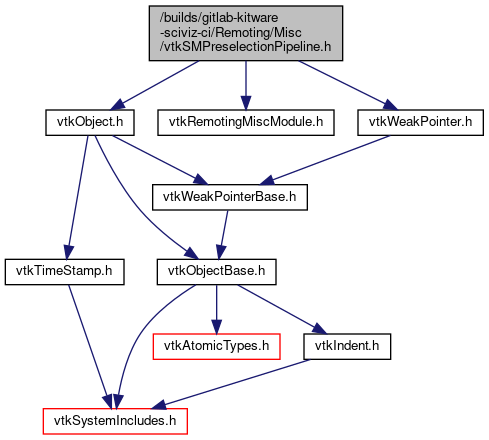 /builds/gitlab-kitware
-sciviz-ci/Remoting/Misc
/vtkSMPreselectionPipeline.h
vtkObject.h
vtkRemotingMiscModule.h
vtkWeakPointer.h
vtkWeakPointerBase.h
vtkTimeStamp.h
vtkObjectBase.h
vtkAtomicTypes.h
vtkIndent.h
vtkSystemIncludes.h